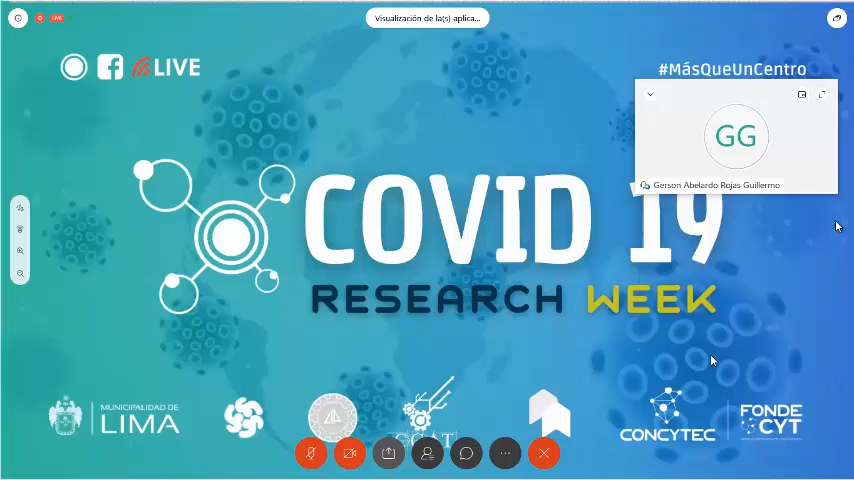 LIVE
Visualización de la(s) aplica...
LIVE
#MásQueUnCentro
GG
Gerson Abelardo Rojas Guillermo
COVID 19
RESEARCH WEEK
MUNICIPALIDAD DE
LIMA
CONCYTEC
FONDE
CYT